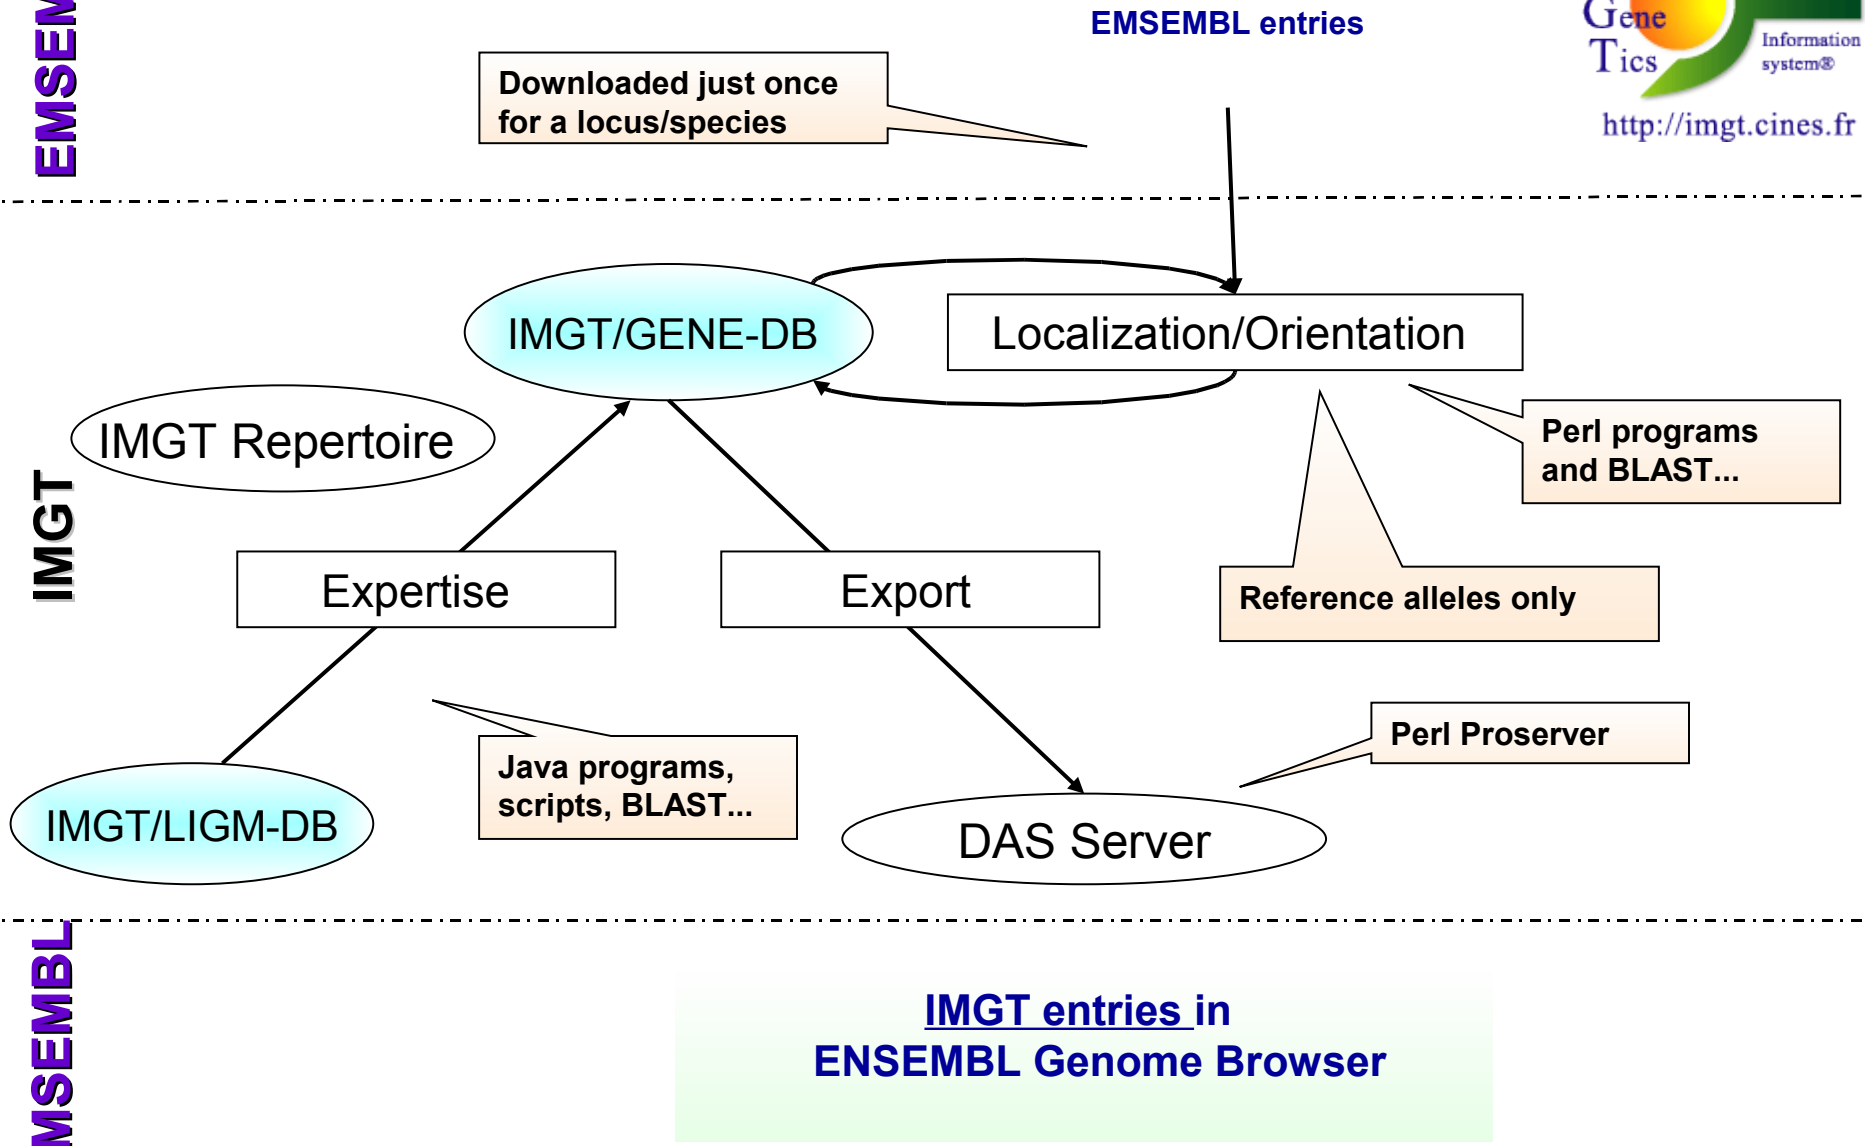 EMSEMBL entries
Gene
Tics
Information
system®
http://imgt.cines.fr
EMSEM
Downloaded just once
for a locus/species
IMGT/GENE-DB
Localization/Orientation
IMGT Repertoire
Perl programs
and BLAST...
IMGT
Expertise
Export
Reference alleles only
Perl Proserver
Java programs,
scripts, BLAST...
IMGT/LIGM-DB
DAS Server
MSEMBL
IMGT entries in
ENSEMBL Genome Browser